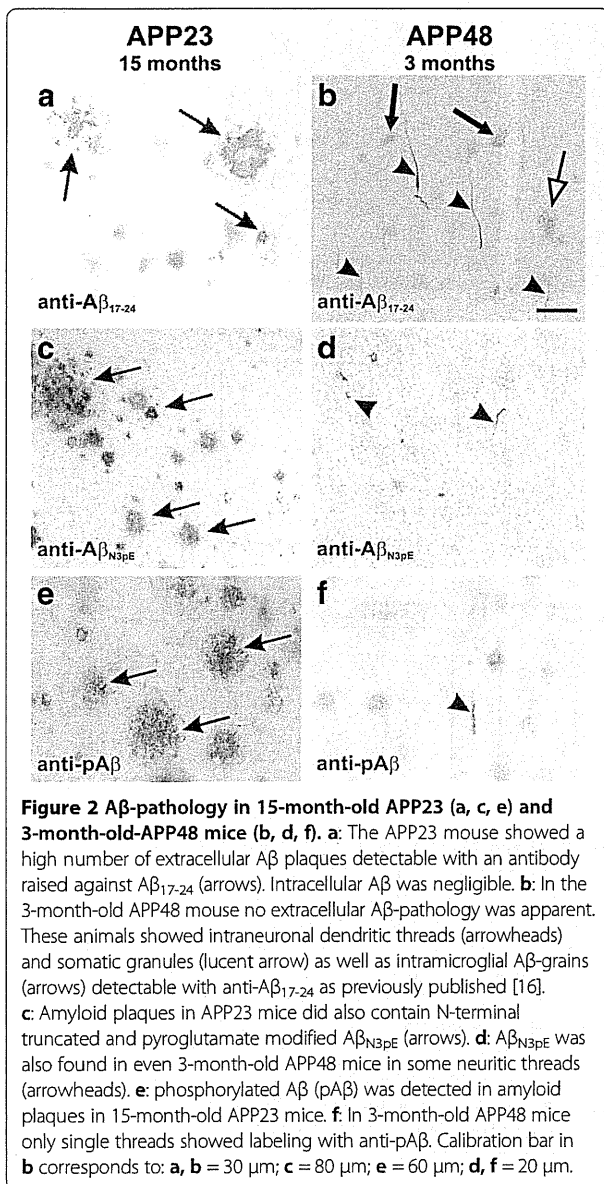 APP23 APP48
15 months 3 months
a b
anti-Aβ17-24 anti-Aβ17-24
c d
anti-AβN3pE anti-AβN3pE
e f
anti-pAβ anti-pAβ
Figure 2 Aβ-pathology in 15-month-old APP23 (a, c, e) and
3-month-old-APP48 mice (b, d, f). a: The APP23 mouse showed a
high number of extracellular Aβ plaques detectable with an antibody
raised against Aβ17-24 (arrows). Intracellular Aβ was negligible. b: In the
3-month-old APP48 mouse no extracellular Aβ-pathology was apparent.
These animals showed intraneuronal dendritic threads (arrowheads)
and somatic granules (lucent arrow) as well as intramicroglial Aβ-grains
(arrows) detectable with anti-Aβ17-24 as previously published [16].
c: Amyloid plaques in APP23 mice did also contain N-terminal
truncated and pyroglutamate modified AβN3pE (arrows). d: AβN3pE was
also found in even 3-month-old APP48 mice in some neuritic threads
(arrowheads). e: phosphorylated Aβ (pAβ) was detected in amyloid
plaques in 15-month-old APP23 mice. f: In 3-month-old APP48 mice
only single threads showed labeling with anti-pAβ. Calibration bar in
b corresponds to: a, b = 30 μm; c = 80 μm; e = 60 μm; d, f = 20 μm.